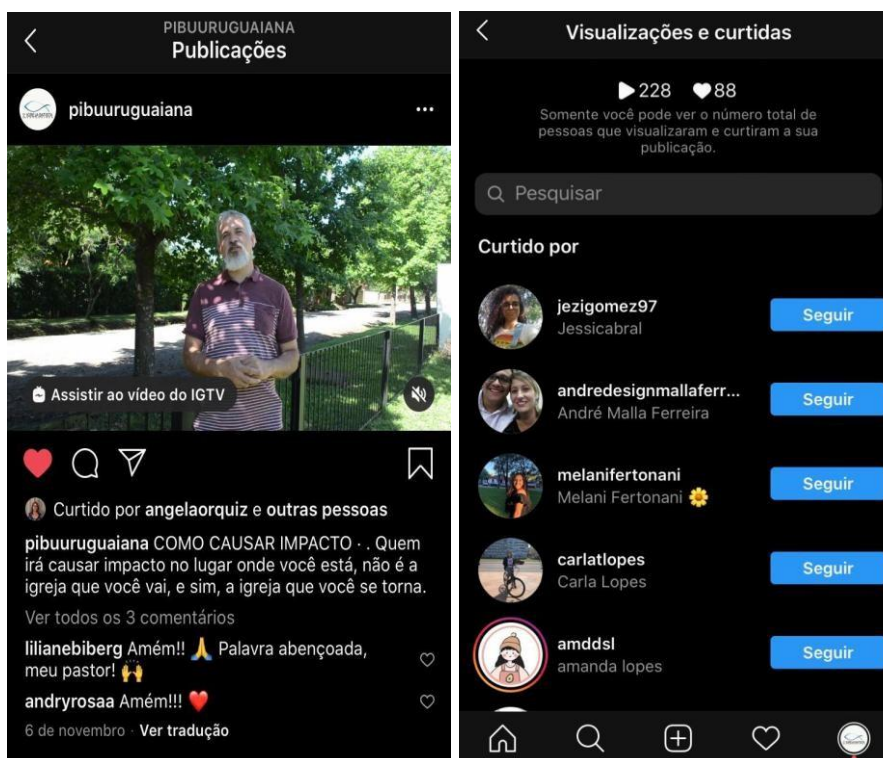 PIBUURUGUAIANA
Publicações
pibuuruguaiana
Assistir ao vídeo do IGTV
Curtido por angelaorquiz e outras pessoas
pibuuruguaiana COMO CAUSAR IMPACTO · . Quem
irá causar impacto no lugar onde você está, não é a
igreja que você vai, e sim, a igreja que você se torna.
Ver todos os 3 comentários
lilianebiberg Amém!! 🙏 Palavra abençoada,
meu pastor! 🙌
andryrosaa Amém!!! ❤️
6 de novembro · Ver tradução
Visualizações e curtidas
228 88
Somente você pode ver o número total de
pessoas que visualizaram e curtiram a sua
publicação.
Pesquisar
Curtido por
jezigomez97
Jessicabral
Seguir
andredesignmallaferr...
André Malla Ferreira
Seguir
melanifertonani
Melani Fertonani 🌼
Seguir
carlatlopes
Carla Lopes
Seguir
amddsl
amanda lopes
Seguir